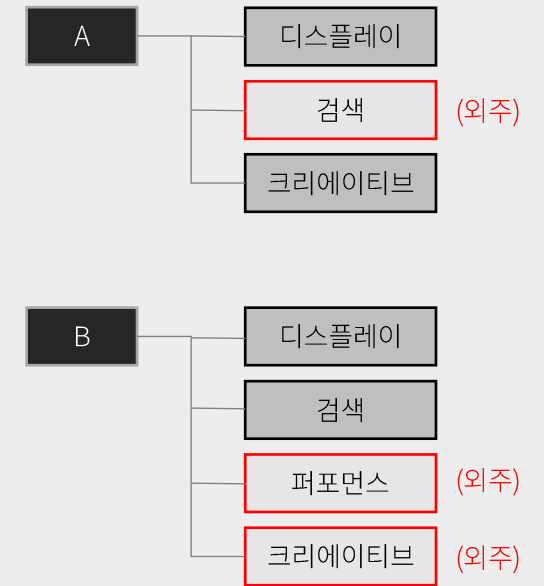 A
디스플레이
검색 (외주)
크리에이티브
B
디스플레이
검색
퍼포먼스 (외주)
크리에이티브 (외주)